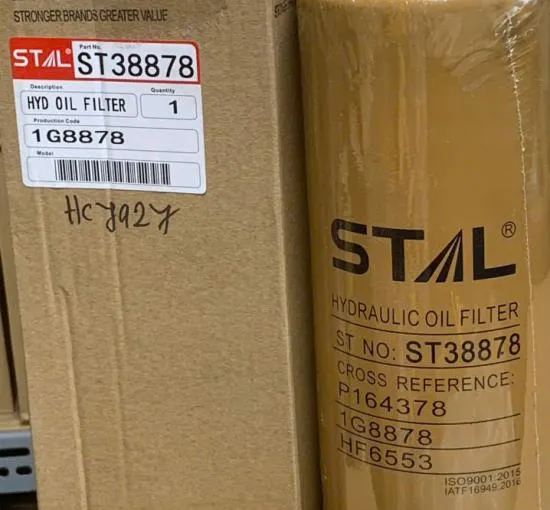 STRONGER BRANDS GREATER VALUE
STAL
Part No.
ST38878
Description
Quantity
HYD OIL FILTER
1
Production Code
1G8878
Model
HC7927
STAL®
HYDRAULIC OIL FILTER
ST NO: ST38878
CROSS REFERENCE:
P164378
1G8878
HF6553
ISO9001:2015
IATF16949:2016